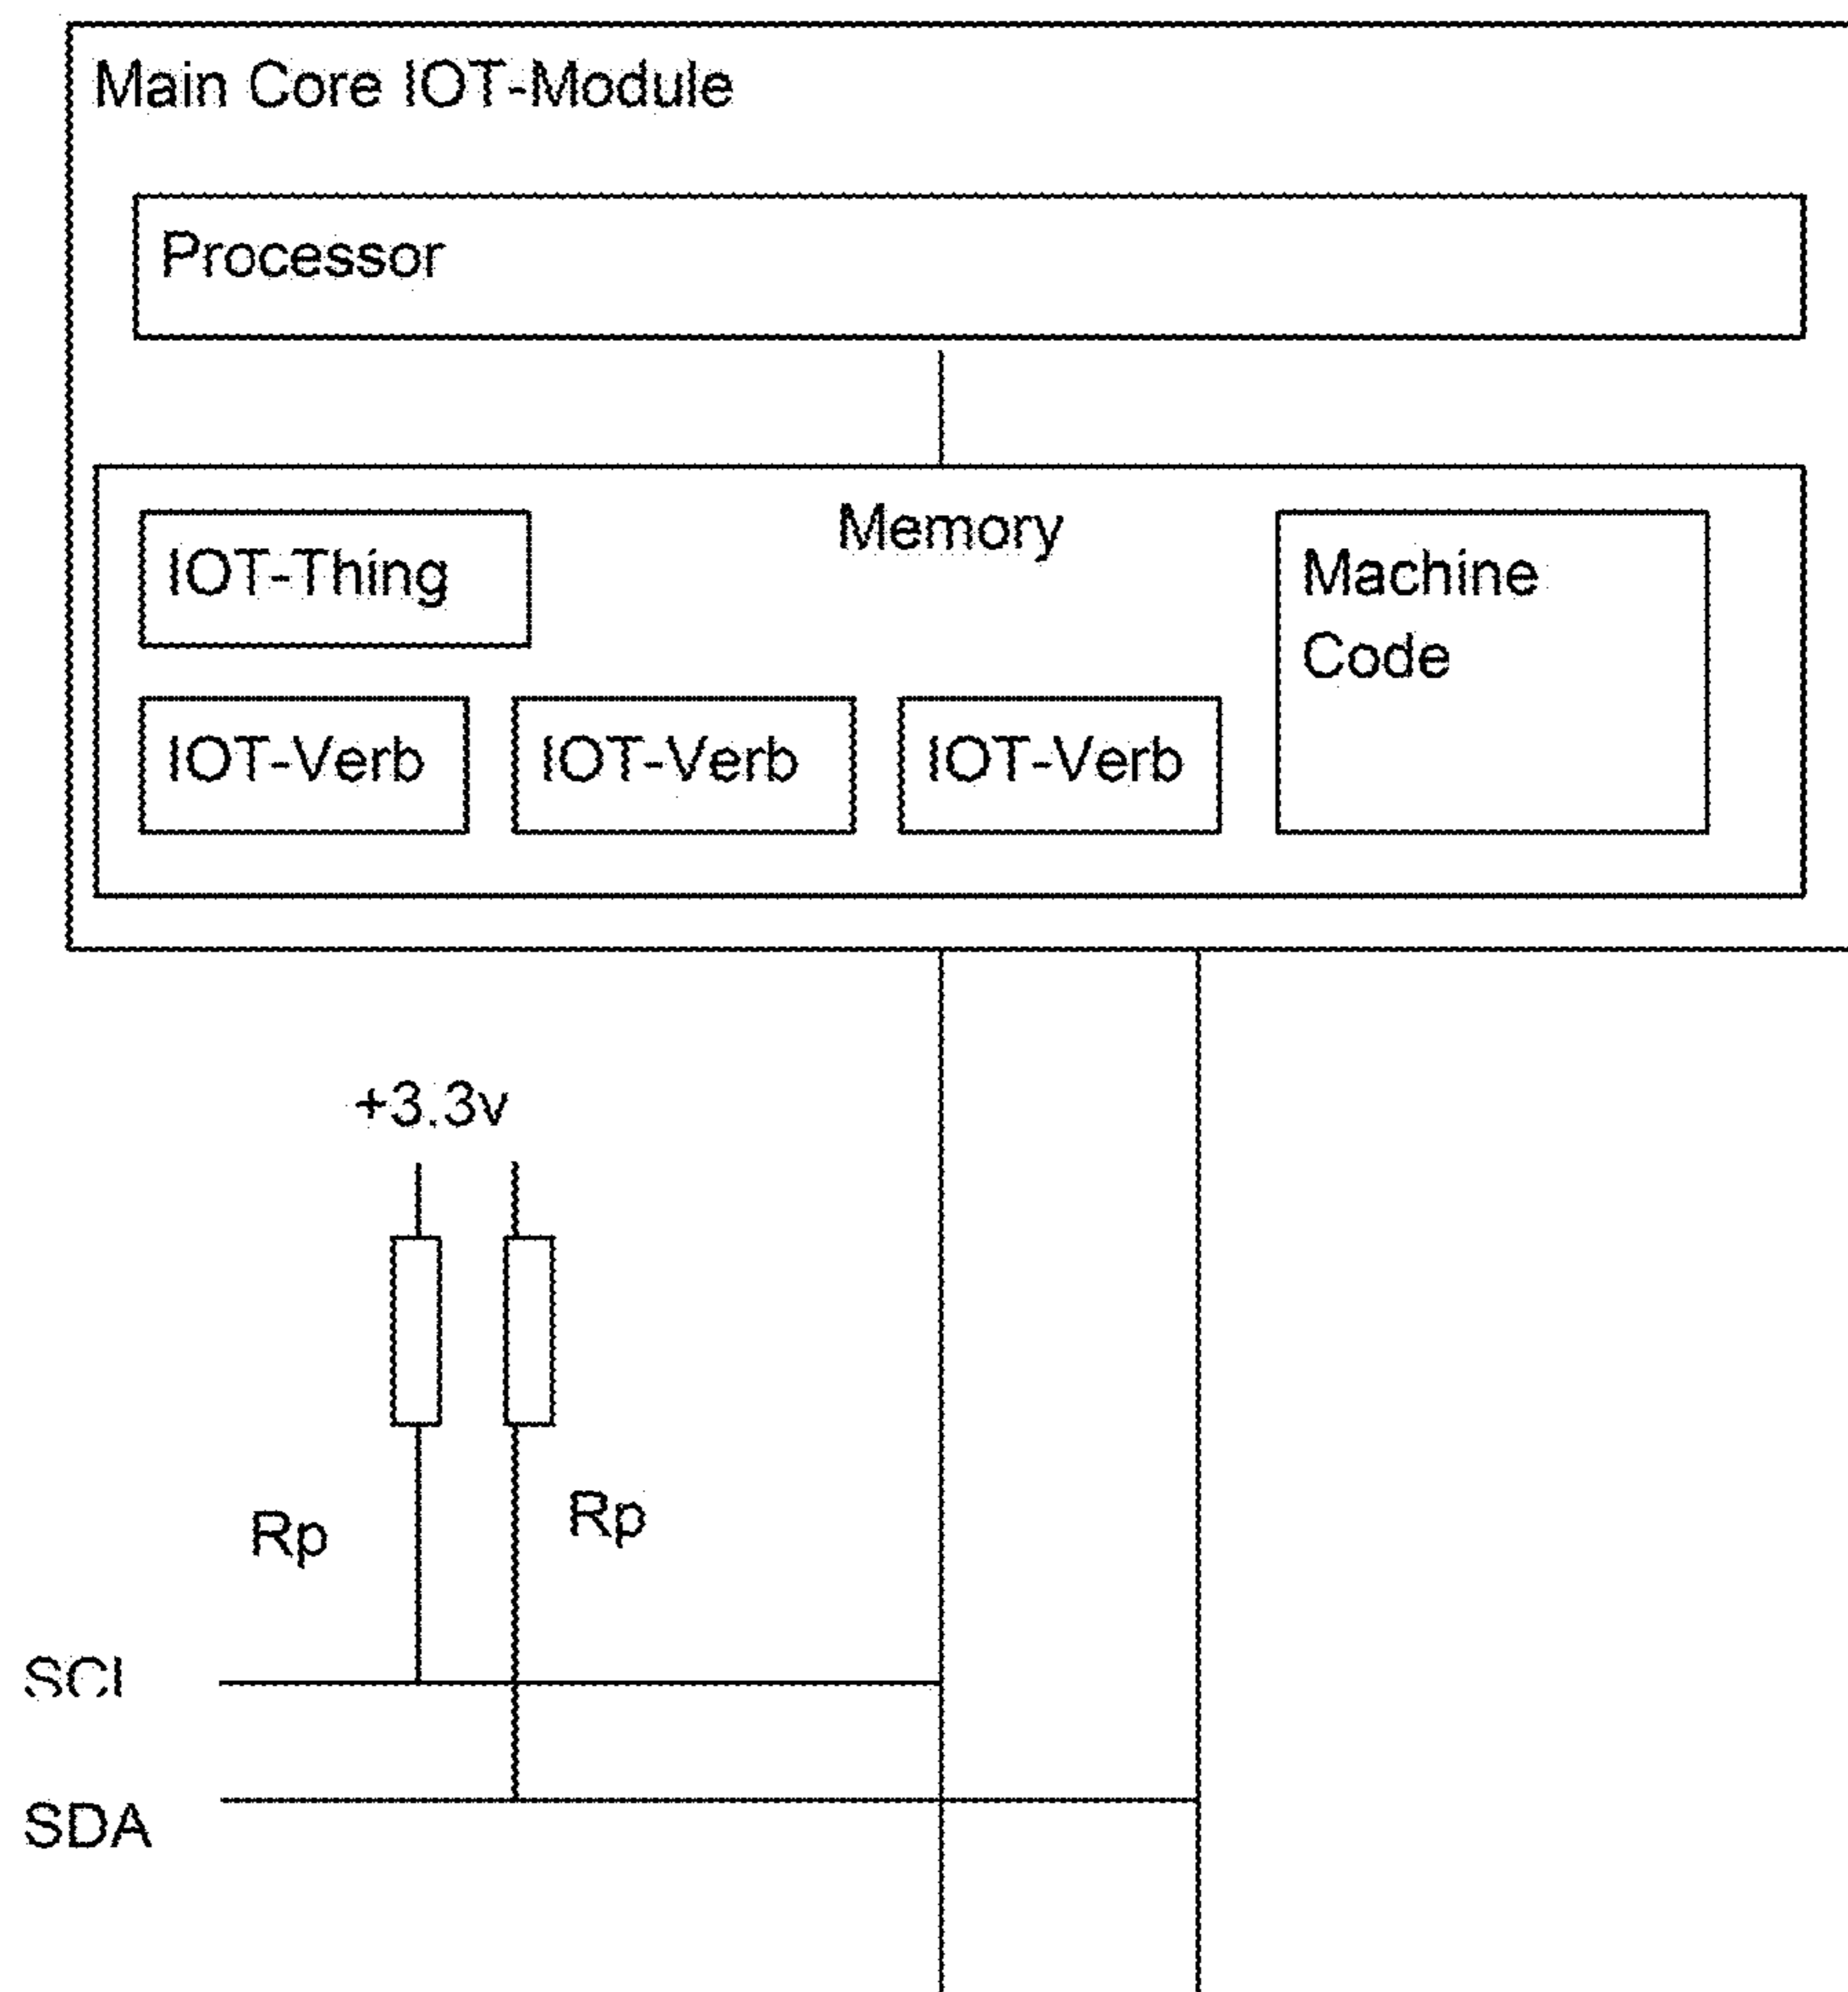 Main Core IOT-Module
Processor
Memory
IOT-Thing
Machine
Code
IOT-Verb
IOT-Verb
IOT-Verb
+3.3v
Rp
Rp
SCl
SDA